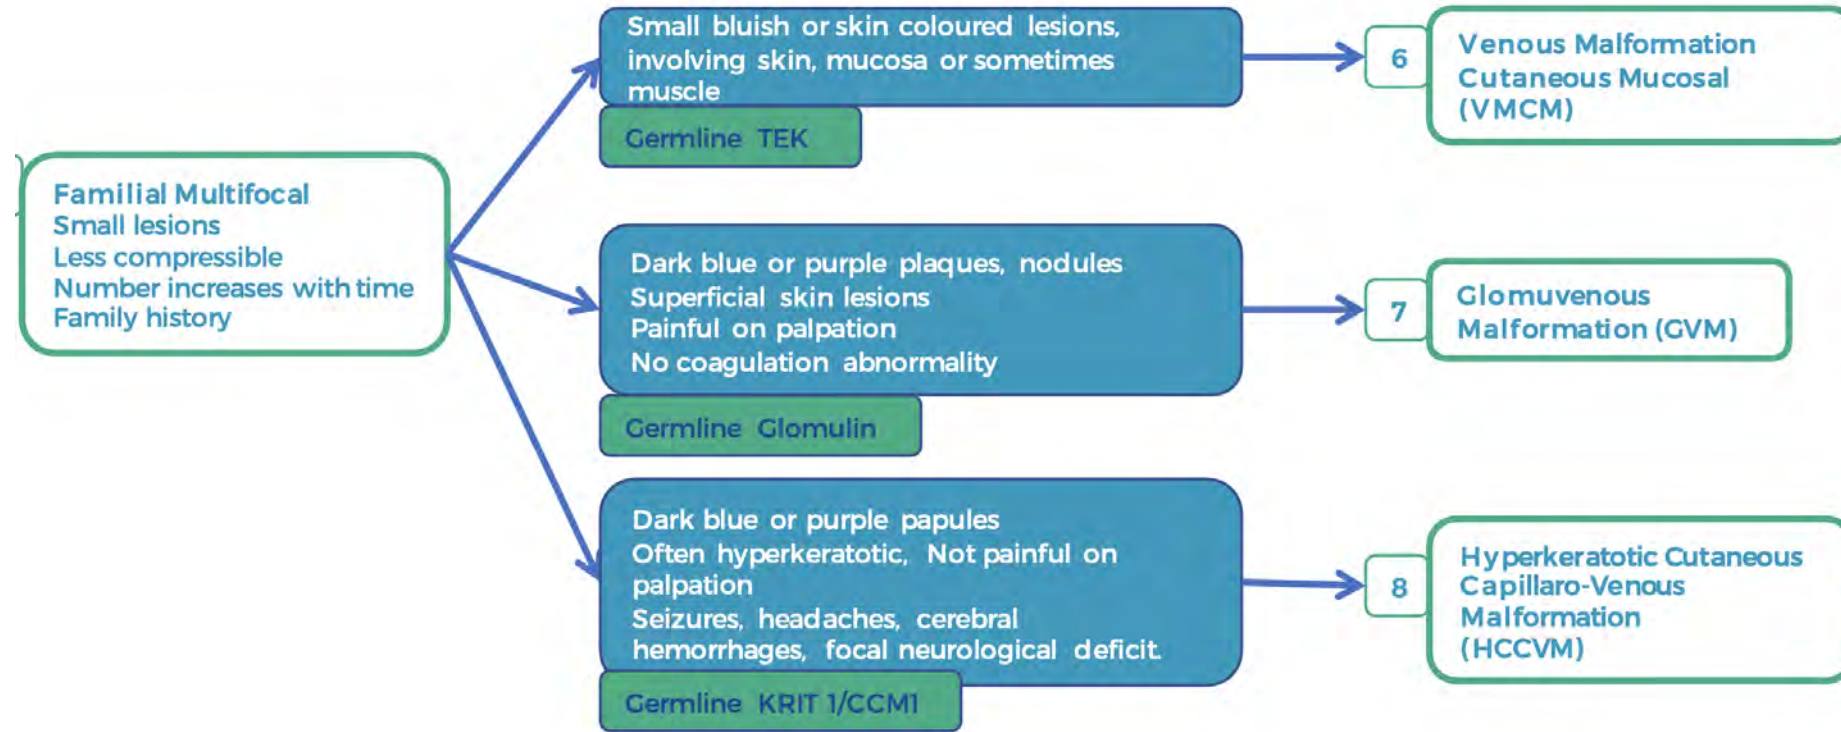 Familial Multifocal
Small lesions
Less compressible
Number increases with time
Family history
Small bluish or skin coloured lesions,
involving skin, mucosa or sometimes
muscle
Germline TEK
6
Venous Malformation
Cutaneous Mucosal
(VMCM)
Dark blue or purple plaques, nodules
Superficial skin lesions
Painful on palpation
No coagulation abnormality
Germline Glomulin
7
Glomuvenous
Malformation (GVM)
Dark blue or purple papules
Often hyperkeratotic, Not painful on
palpation
Seizures, headaches, cerebral
hemorrhages, focal neurological deficit.
Germline KRIT 1/CCM1
8
Hyperkeratotic Cutaneous
Capillaro-Venous
Malformation
(HCCVM)